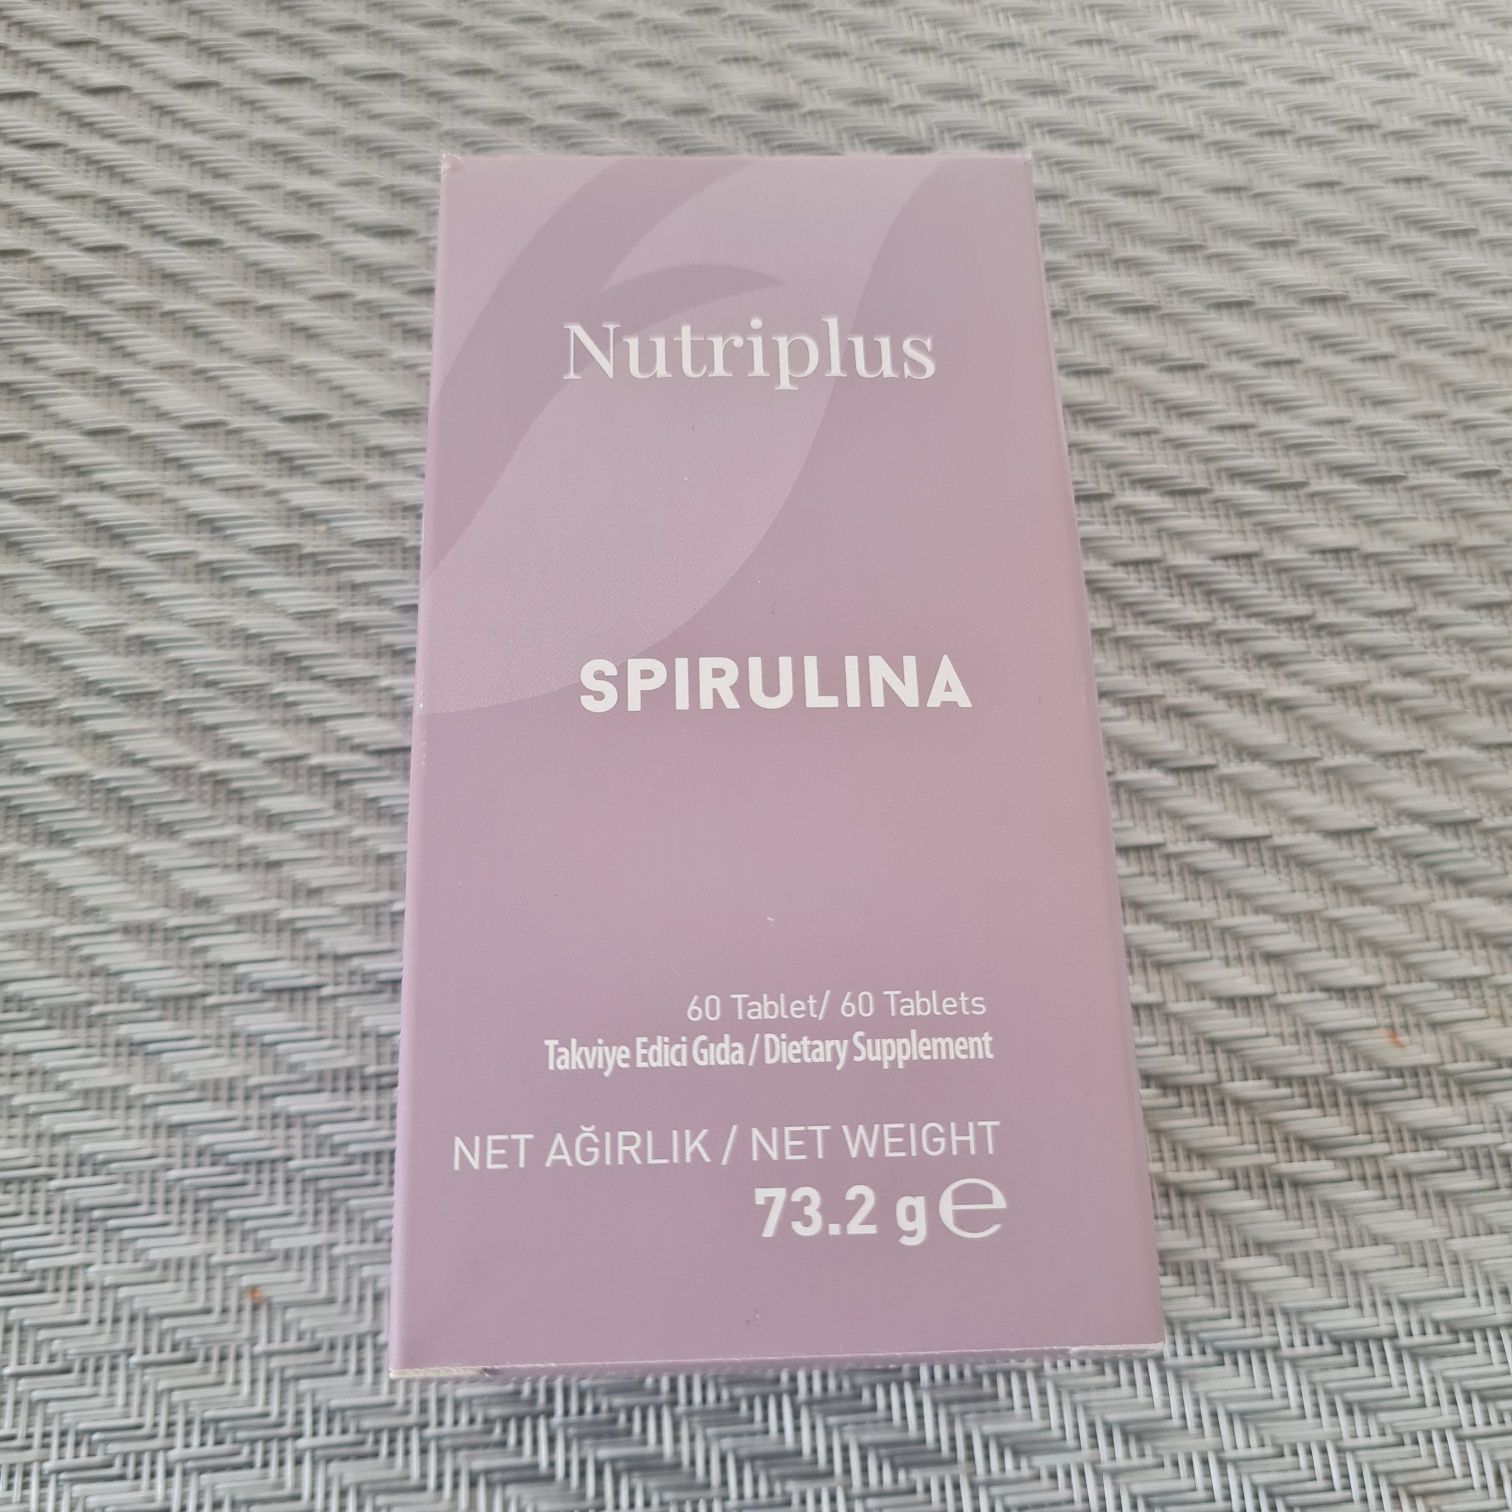 Nutriplus
SPIRULINA
60 Tablet/ 60 Tablets
Takviye Edici Gıda / Dietary Supplement
NET AĞIRLIK / NET WEIGHT
73.2 g ℮